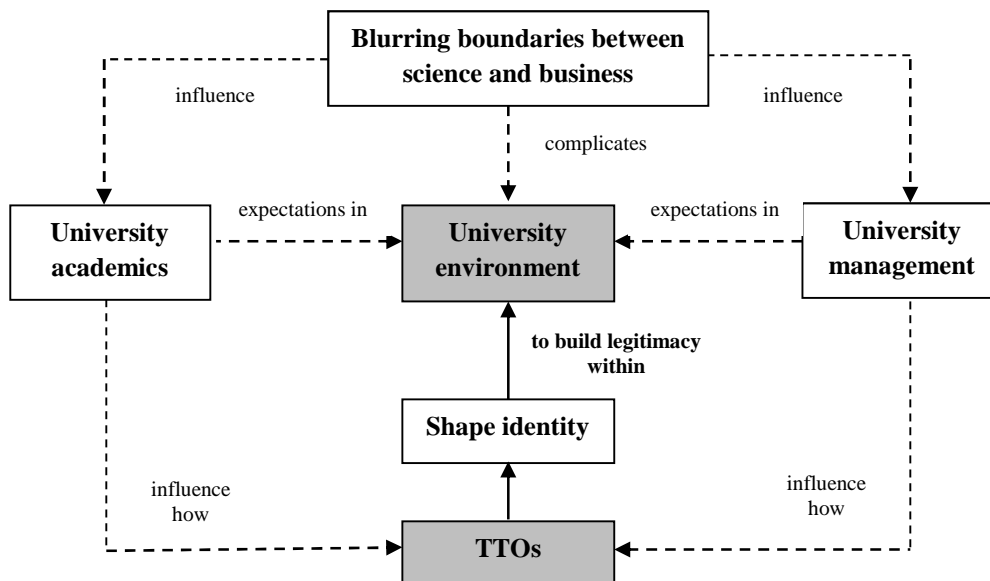 Blurring boundaries between
science and business
influence
influence
complicates
expectations in
expectations in
University
academics
University
environment
University
management
to build legitimacy
within
Shape identity
influence
how
influence
how
TTOs